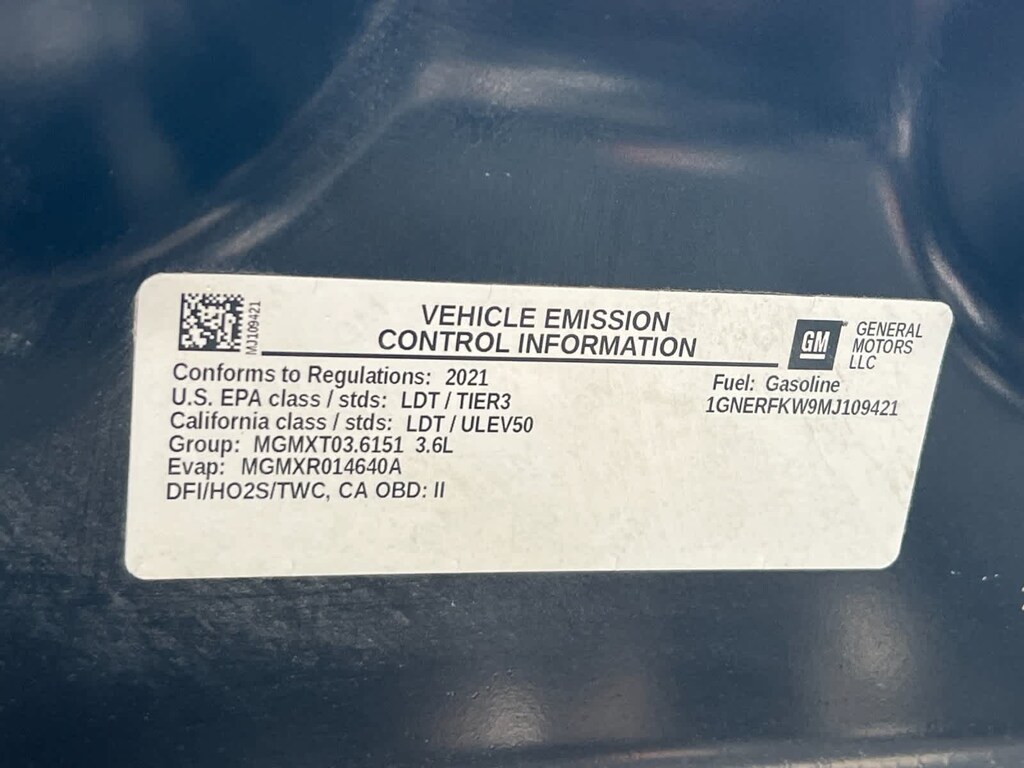 MJ109421
VEHICLE EMISSION
CONTROL INFORMATION
GM
GENERAL
MOTORS
LLC
Conforms to Regulations: 2021
U.S. EPA class / stds: LDT / TIER3
California class / stds: LDT / ULEV50
Group: MGMXT03.6151 3.6L
Evap: MGMXR014640A
DFI/HO2S/TWC, CA OBD: II
Fuel: Gasoline
1GNERFKW9MJ109421